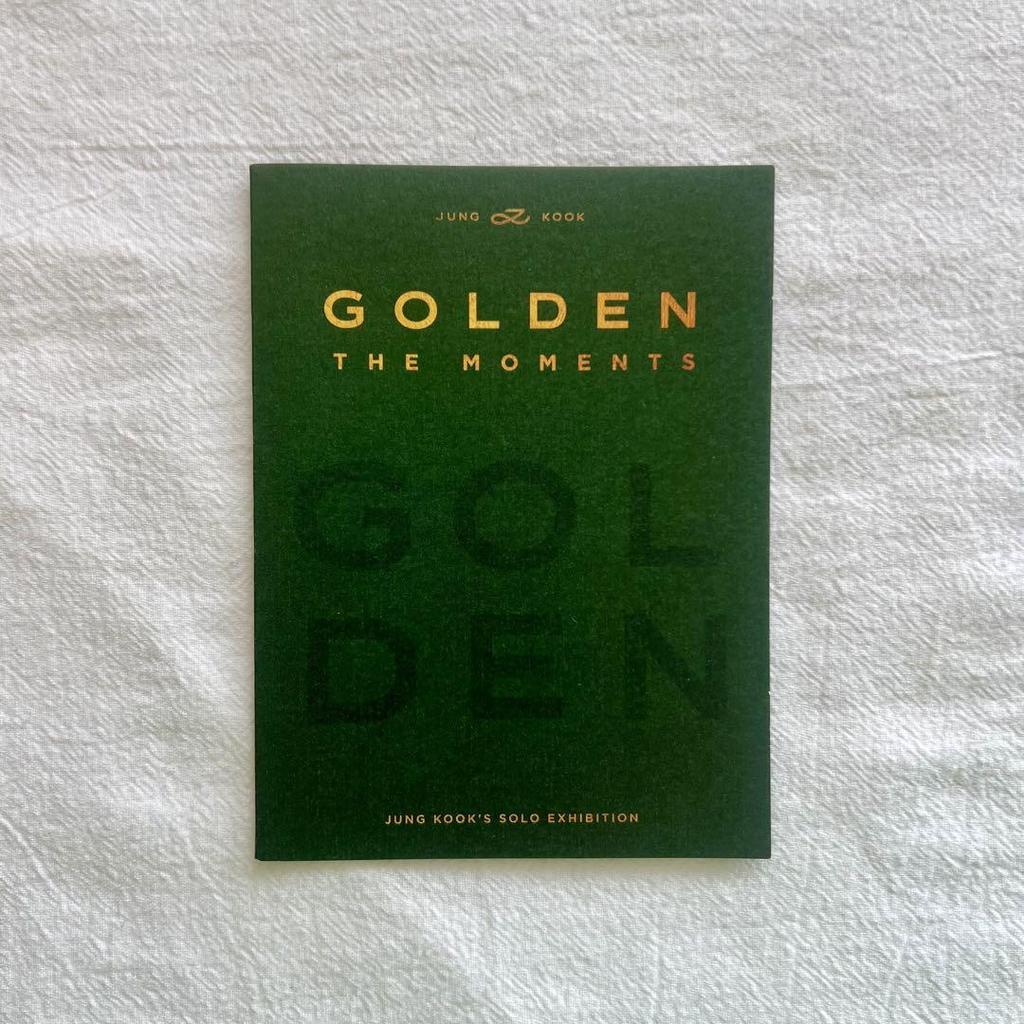 JUNG KOOK
GOLDEN
THE MOMENTS
GOL
DEN
JUNG KOOK'S SOLO EXHIBITION